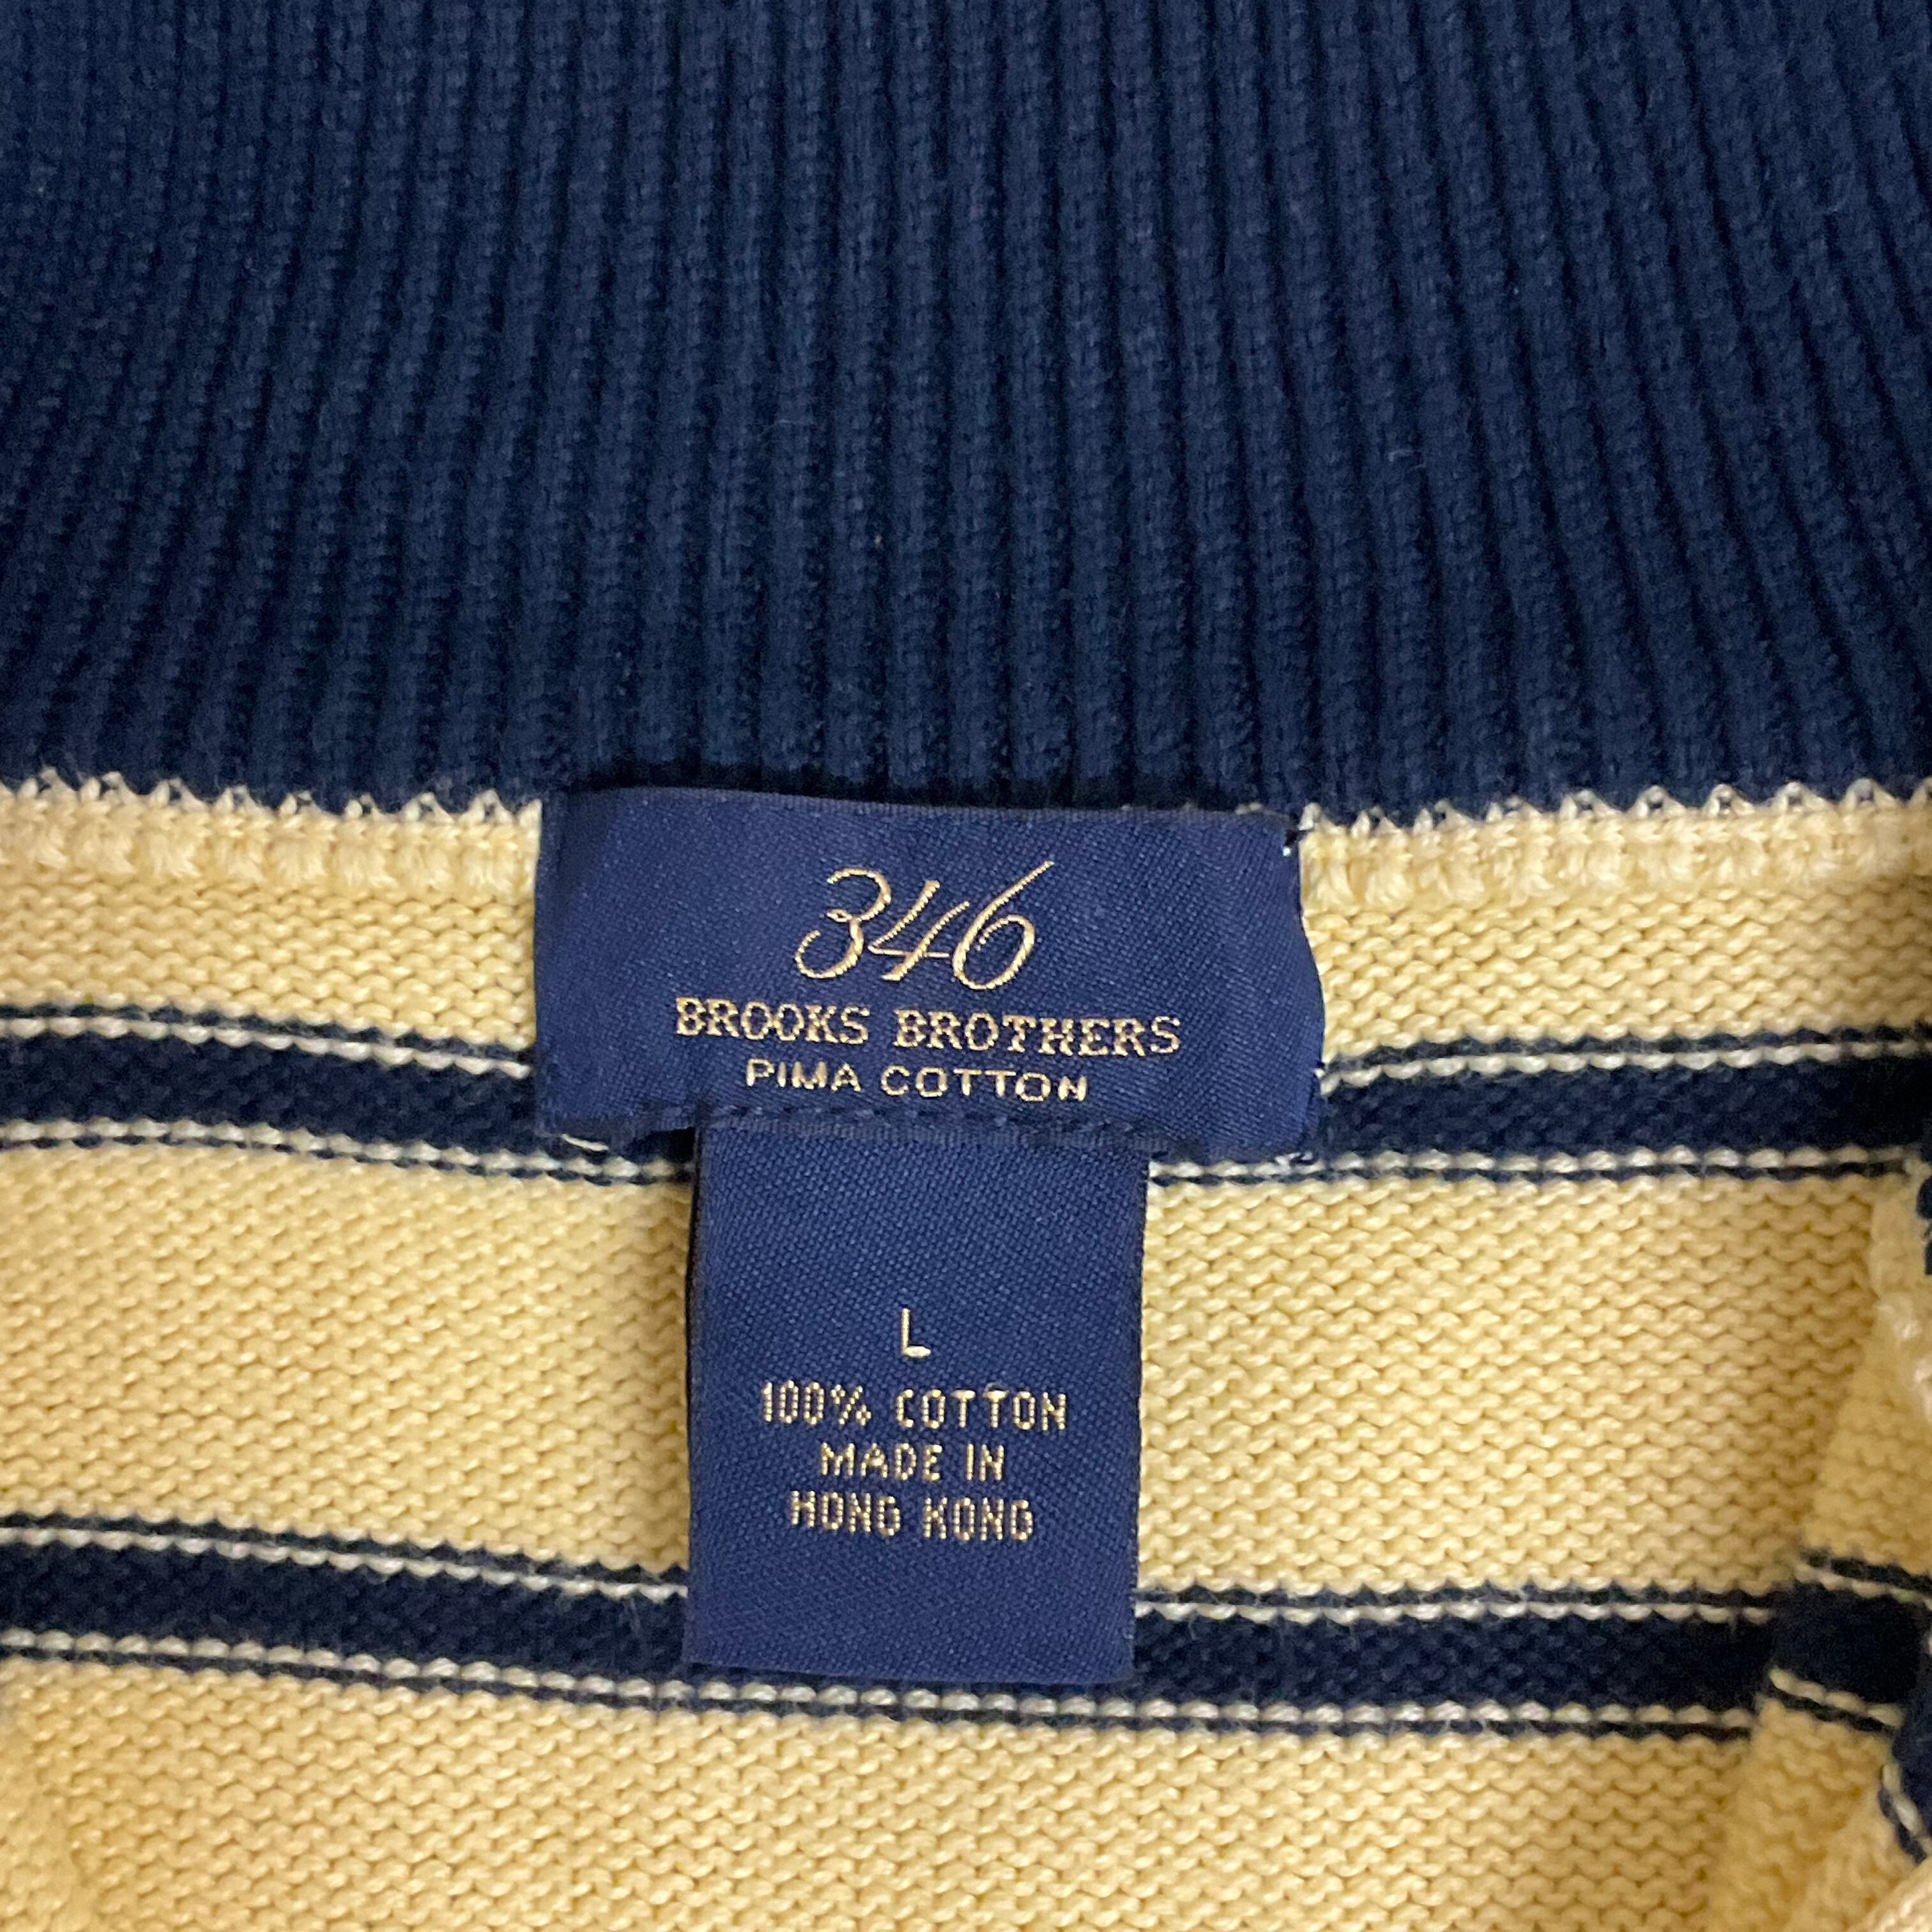 346
BROOKS BROTHERS
PIMA COTTON
L
100% COTTON
MADE IN
HONG KONG